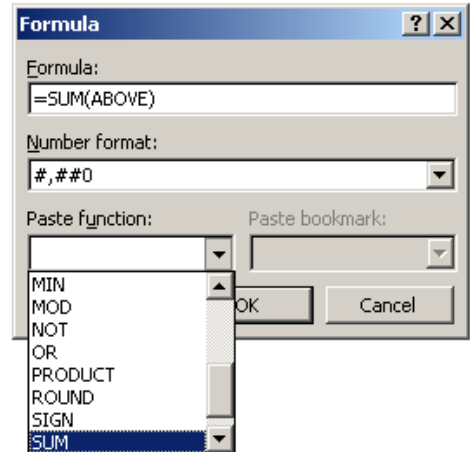 Formula
Formula:
=SUM(ABOVE)
Number format:
#,##0
Paste function: Paste bookmark:
MIN
MOD
NOT
OR
PRODUCT
ROUND
SIGN
SUM
OK Cancel